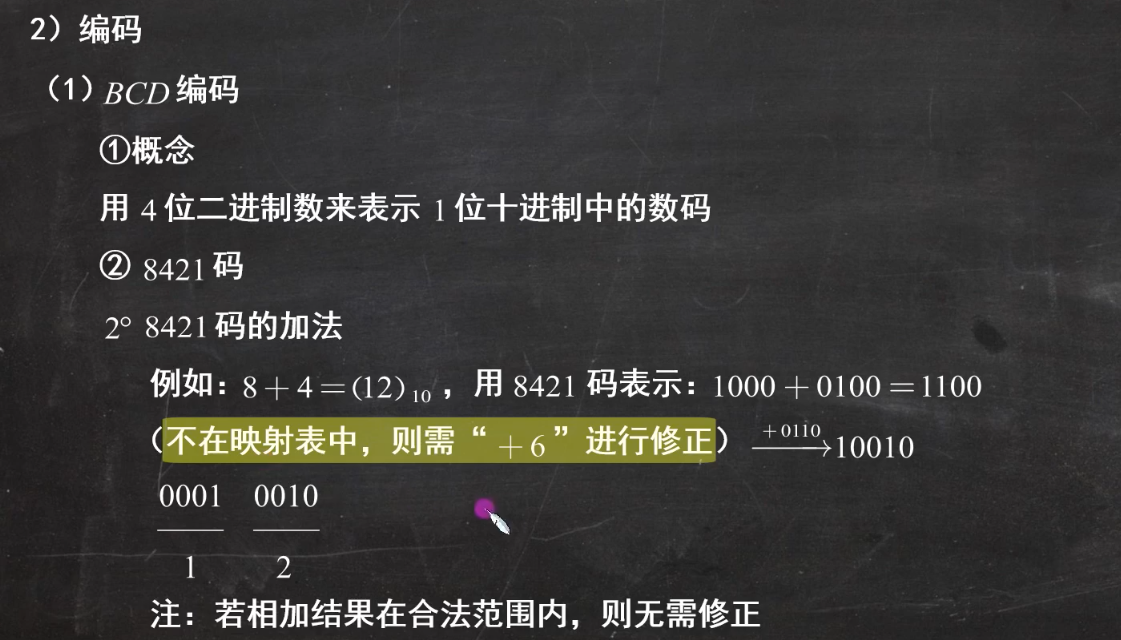 2）编码
（1）BCD 编码
①概念
用 4 位二进制数来表示 1 位十进制中的数码
② 8421 码
2° 8421 码的加法
例如：8＋4＝(12)₁₀，用 8421 码表示：1000＋0100＝1100
（不在映射表中，则需“＋6”进行修正） +0110→10010
0001 0010
1 2
注：若相加结果在合法范围内，则无需修正